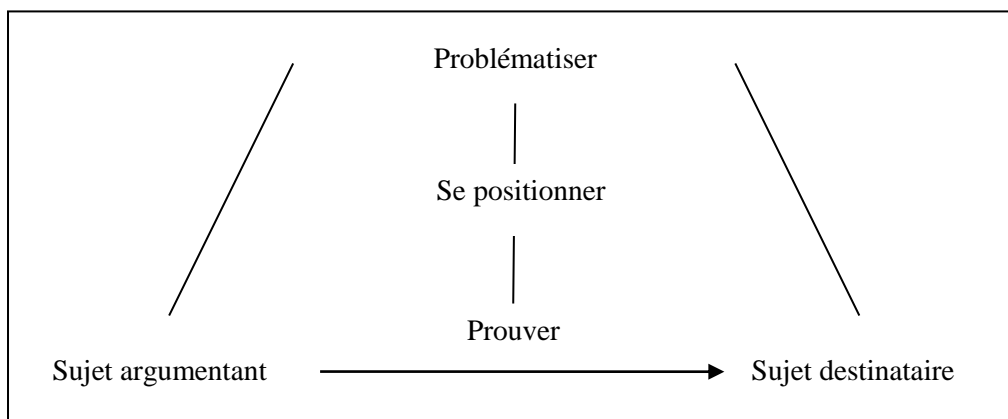 Problématiser
Se positionner
Prouver
Sujet argumentant
Sujet destinataire